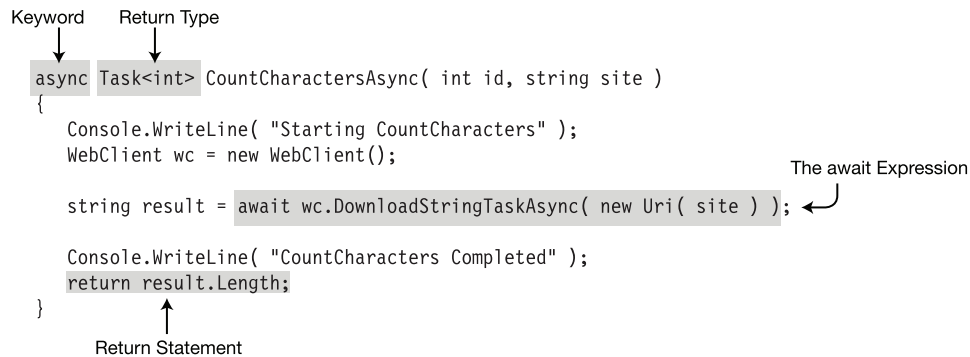 Keyword Return Type
async Task<int> CountCharactersAsync( int id, string site )
{
Console.WriteLine( "Starting CountCharacters" );
WebClient wc = new WebClient();
The await Expression
string result = await wc.DownloadStringTaskAsync( new Uri( site ) );
Console.WriteLine( "CountCharacters Completed" );
return result.Length;
}
Return Statement